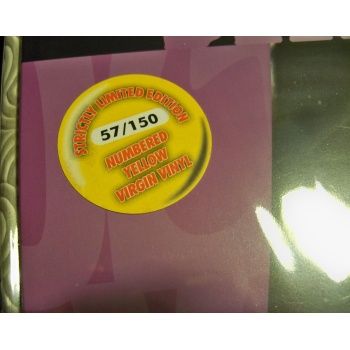 STRICTLY LIMITED EDITION
57/150
NUMBERED
YELLOW
VIRGIN VINYL